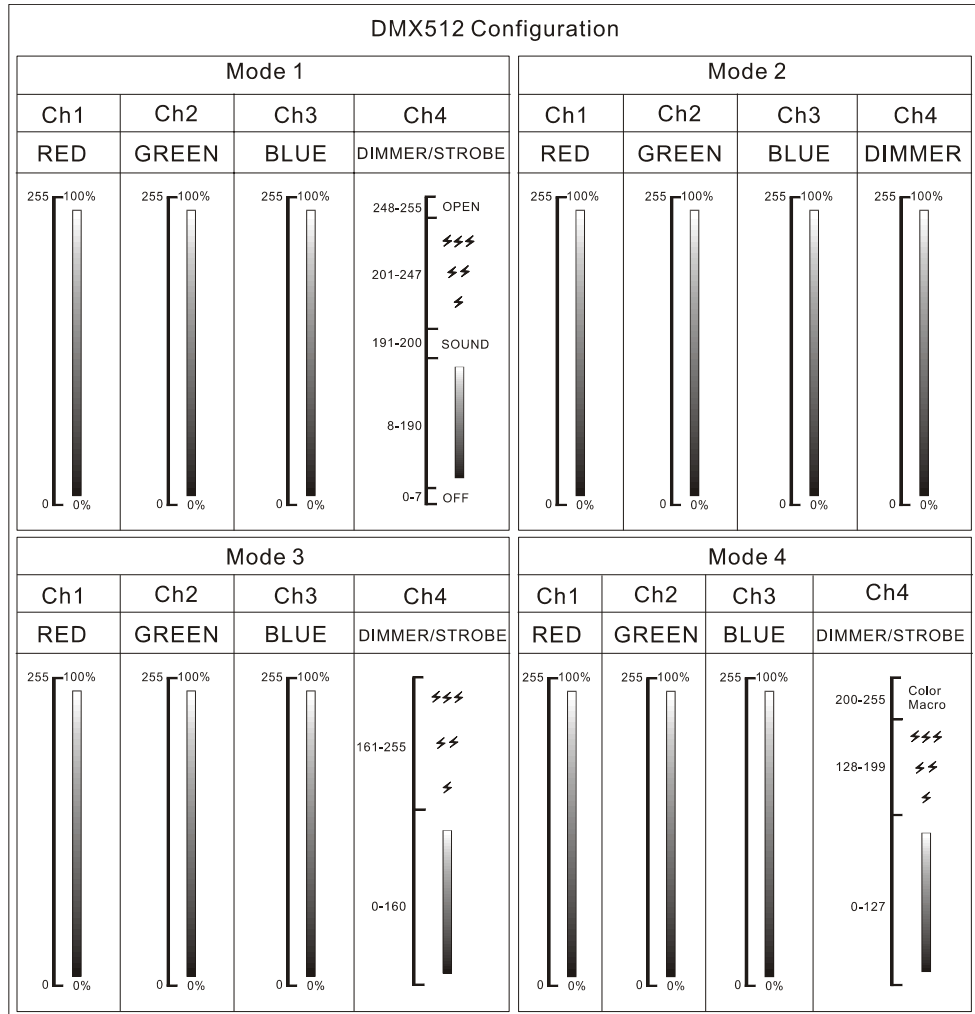 DMX512 Configuration
Mode 1
Ch1 Ch2 Ch3 Ch4
RED GREEN BLUE DIMMER/STROBE
255 100% 255 100% 255 100% 248-255 OPEN
201-247
191-200 SOUND
8-190
0-7 OFF
0 0% 0 0% 0 0%
Mode 2
Ch1 Ch2 Ch3 Ch4
RED GREEN BLUE DIMMER
255 100% 255 100% 255 100% 255 100%
0 0% 0 0% 0 0% 0 0%
Mode 3
Ch1 Ch2 Ch3 Ch4
RED GREEN BLUE DIMMER/STROBE
255 100% 255 100% 255 100%
161-255
0-160
0 0% 0 0% 0 0%
Mode 4
Ch1 Ch2 Ch3 Ch4
RED GREEN BLUE DIMMER/STROBE
255 100% 255 100% 255 100%
200-255 Color
Macro
128-199
0-127
0 0% 0 0% 0 0%